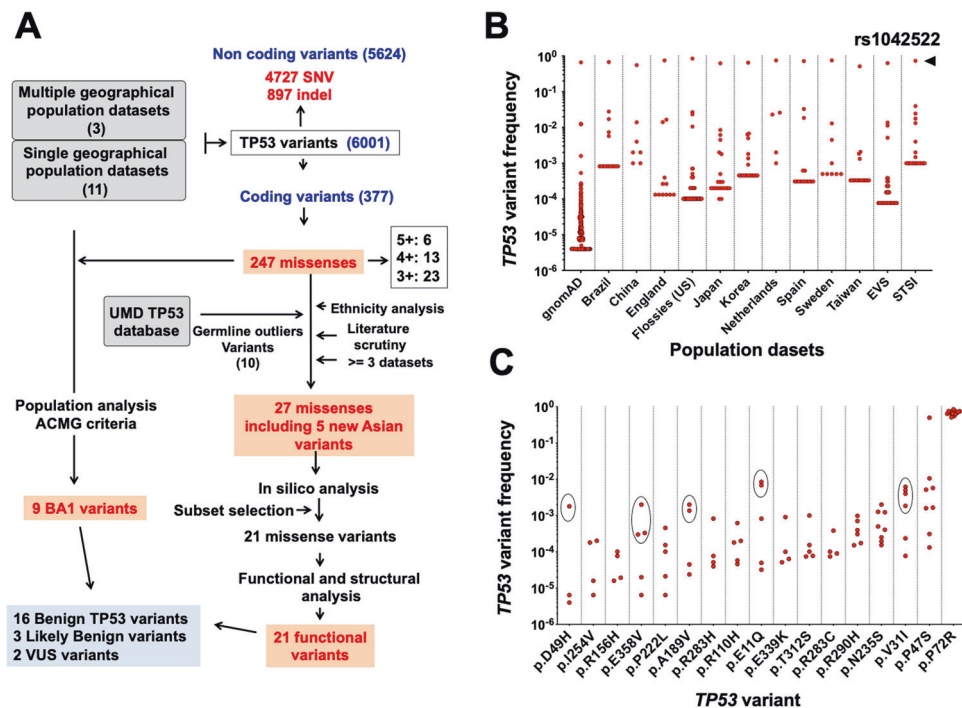 A
Non coding variants (5624)
4727 SNV
897 indel
Multiple geographical
population datasets
(3)
Single geographical
population datasets
(11)
TP53 variants (6001)
Coding variants (377)
247 missenses
5+: 6
4+: 13
3+: 23
UMD TP53
database
Germline outliers
Variants
(10)
Ethnicity analysis
Literature
scrutiny
>= 3 datasets
Population analysis
ACMG criteria
27 missenses
including 5 new Asian
variants
In silico analysis
Subset selection
21 missense variants
9 BA1 variants
Functional and structural
analysis
16 Benign TP53 variants
3 Likely Benign variants
2 VUS variants
21 functional
variants
B
rs1042522
TP53 variant frequency
10^0
10^-1
10^-2
10^-3
10^-4
10^-5
10^-6
gnomAD
Brazil
China
England
Flossies (US)
Japan
Korea
Netherlands
Spain
Sweden
Taiwan
EVS
STSI
Population dasets
C
TP53 variant frequency
10^0
10^-1
10^-2
10^-3
10^-4
10^-5
10^-6
p.D49H
p.I254V
p.R156H
p.E358V
p.P222L
p.A189V
p.R283H
p.R110H
p.E11Q
p.E339K
p.T312S
p.R283C
p.R290H
p.N235S
p.V31I
p.P47S
p.P72R
TP53 variant